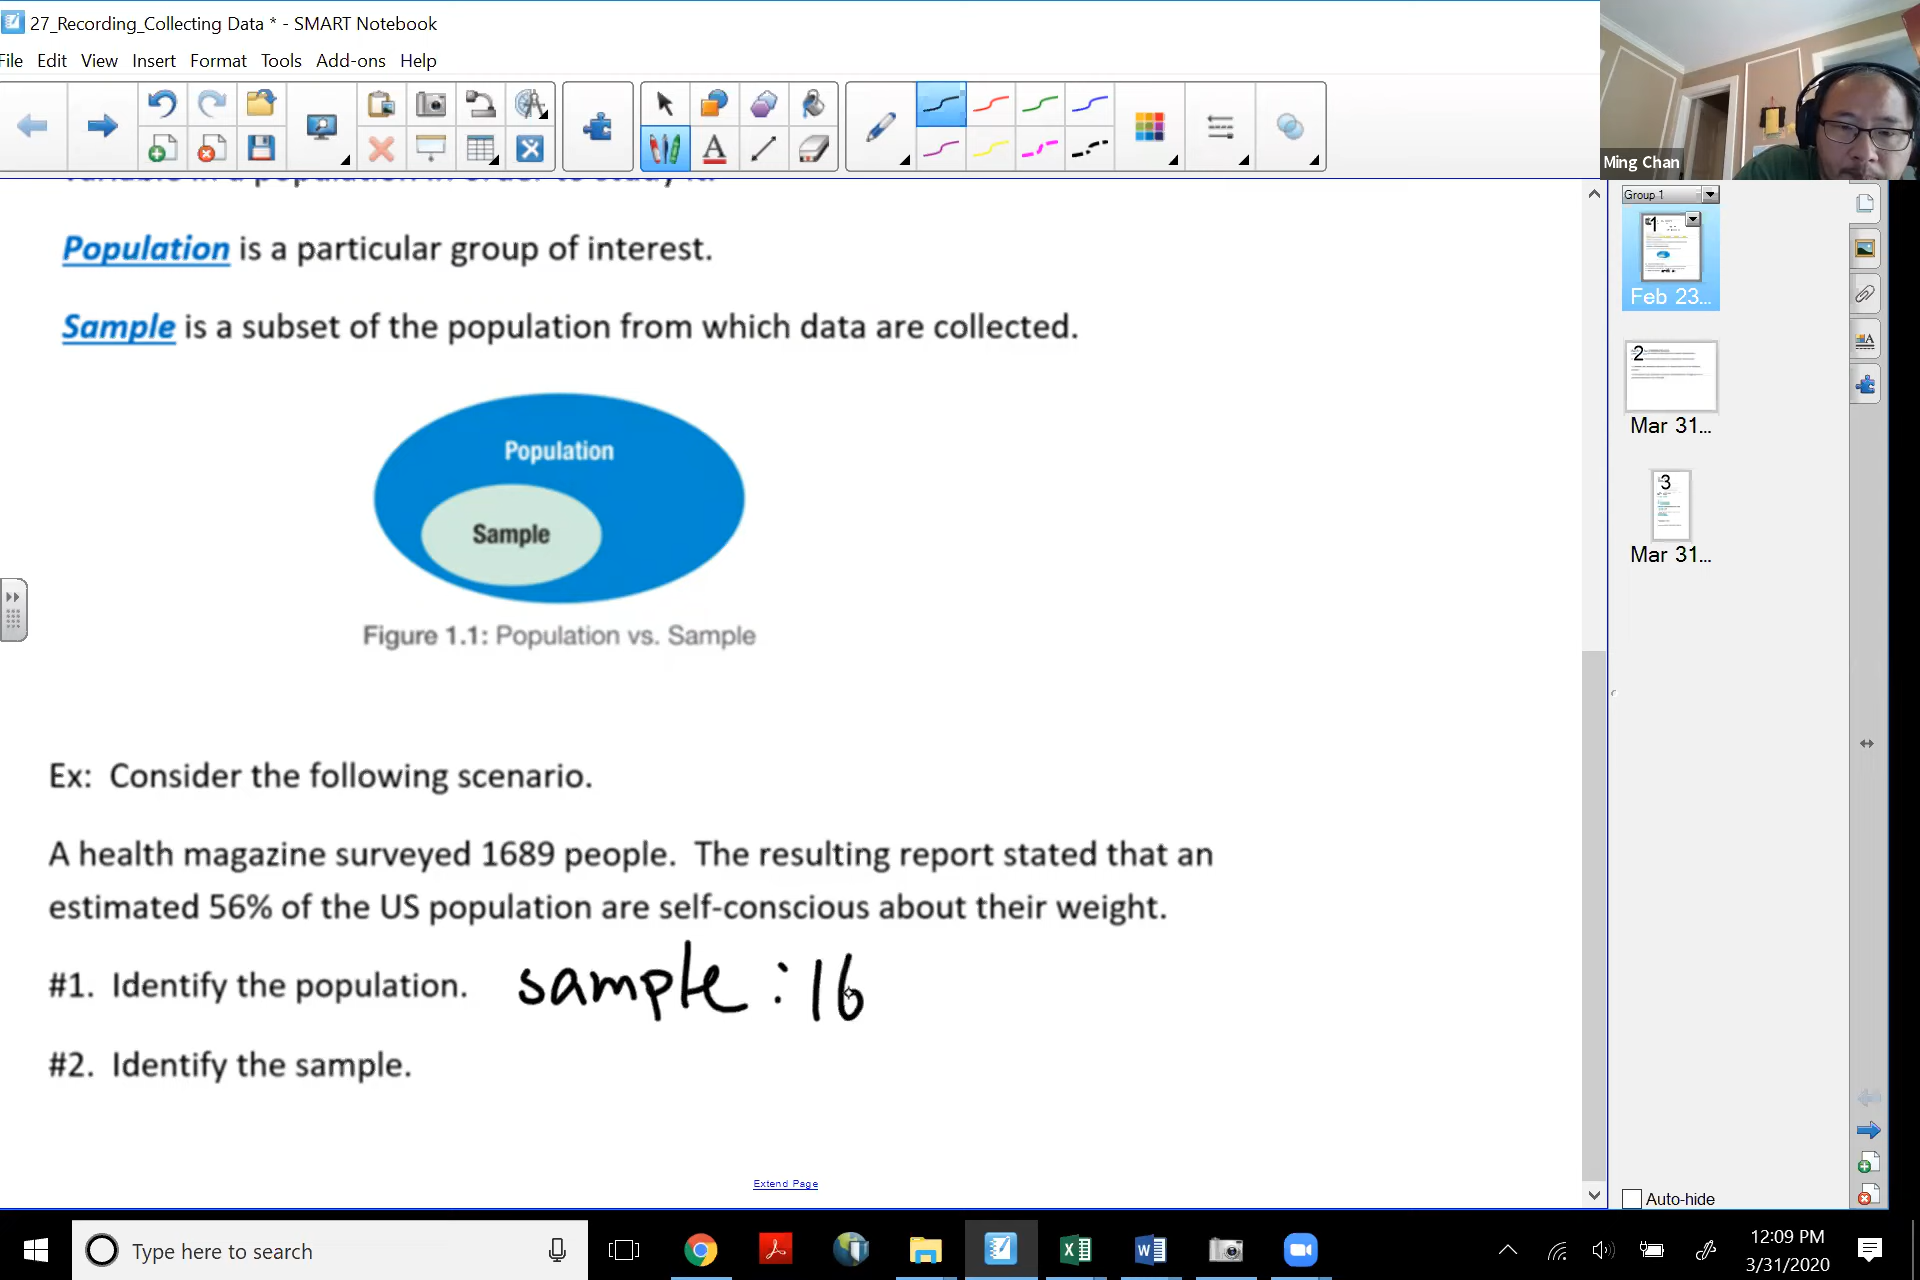 27_Recording_Collecting Data * - SMART Notebook
File Edit View Insert Format Tools Add-ons Help
Ming Chan
Population is a particular group of interest.
Sample is a subset of the population from which data are collected.
Population
Sample
Figure 1.1: Population vs. Sample
Ex: Consider the following scenario.
A health magazine surveyed 1689 people. The resulting report stated that an
estimated 56% of the US population are self-conscious about their weight.
#1. Identify the population. sample : 16
#2. Identify the sample.
Extend Page
Group 1
1
Feb 23...
2
Mar 31...
3
Mar 31...
Auto-hide
Type here to search
12:09 PM
3/31/2020